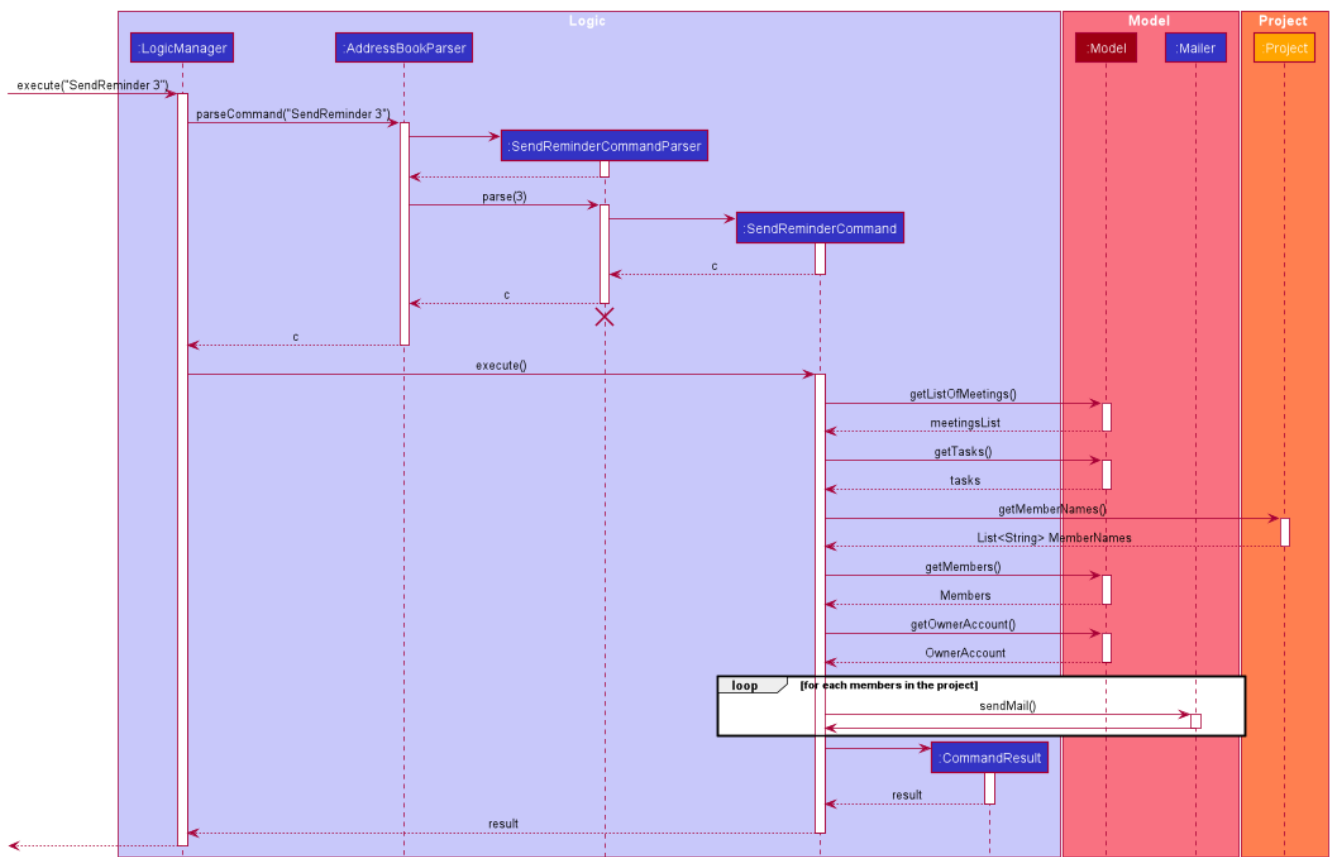 Logic
Model
Project
:LogicManager
:AddressBookParser
:Model
:Mailer
:Project
execute("SendReminder 3")
parseCommand("SendReminder 3")
:SendReminderCommandParser
parse(3)
:SendReminderCommand
c
c
c
execute()
getListOfMeetings()
meetingsList
getTasks()
tasks
getMemberNames()
List<String> MemberNames
getMembers()
Members
getOwnerAccount()
OwnerAccount
loop
[for each members in the project]
sendMail()
:CommandResult
result
result